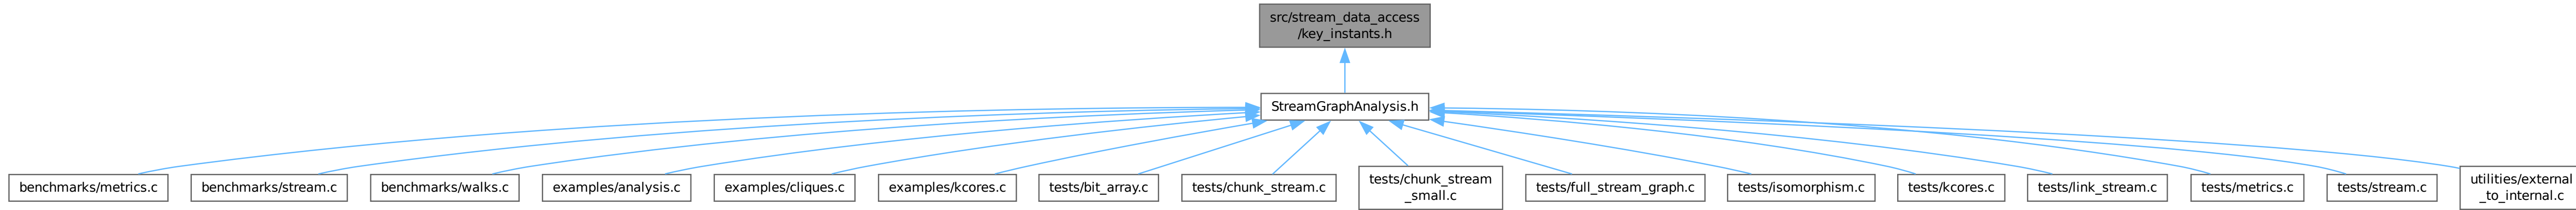 src/stream_data_access
/key_instants.h
StreamGraphAnalysis.h
benchmarks/metrics.c
benchmarks/stream.c
benchmarks/walks.c
examples/analysis.c
examples/cliques.c
examples/kcores.c
tests/bit_array.c
tests/chunk_stream.c
tests/chunk_stream
_small.c
tests/full_stream_graph.c
tests/isomorphism.c
tests/kcores.c
tests/link_stream.c
tests/metrics.c
tests/stream.c
utilities/external
_to_internal.c